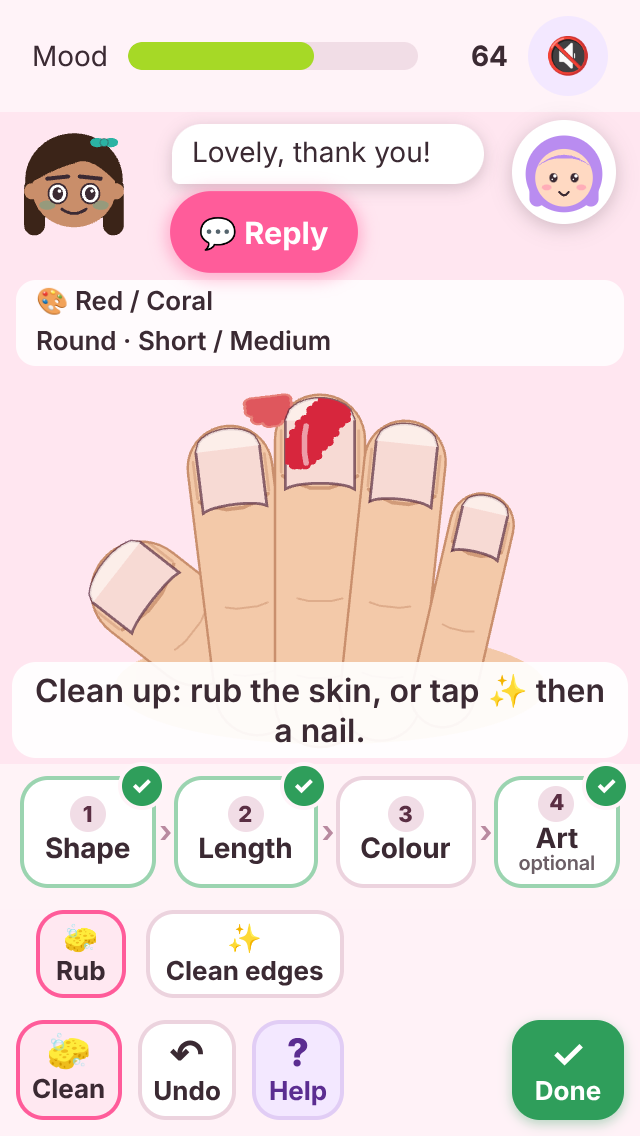 Mood 64
Lovely, thank you!
💬 Reply
🎨 Red / Coral
Round · Short / Medium
Clean up: rub the skin, or tap ✨ then
a nail.
1 2 3 4
Shape › Length › Colour › Art
optional
🧽 Rub
✨ Clean edges
🧽 Clean
↶ Undo
? Help
✓ Done